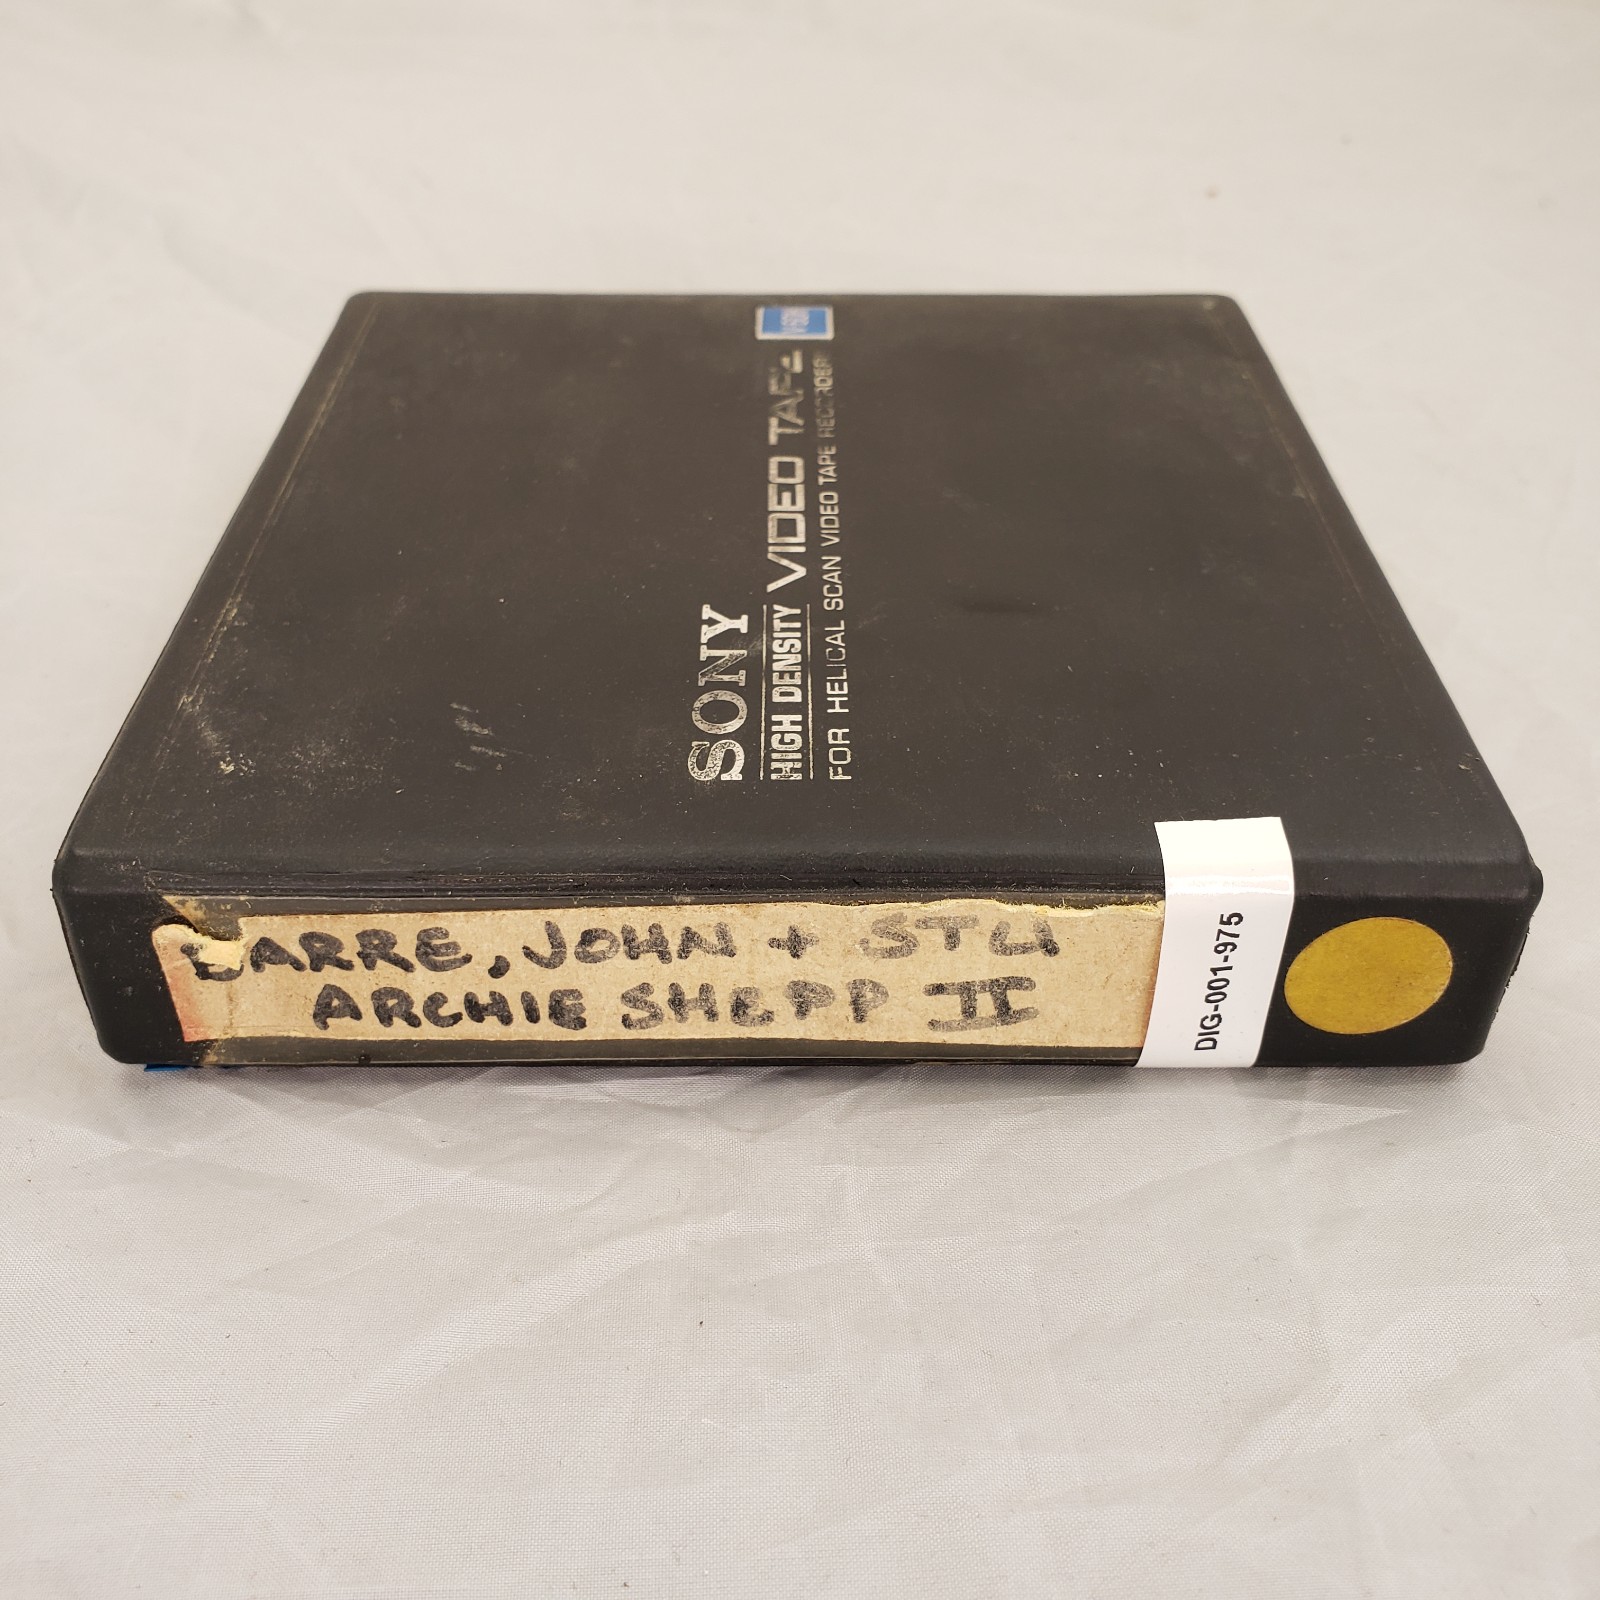 SONY
HIGH DENSITY VIDEO TAPE
FOR HELICAL SCAN VIDEO TAPE RECORDER
JOHN + STU
ARCHIE SHEPP II
DIG-001-975